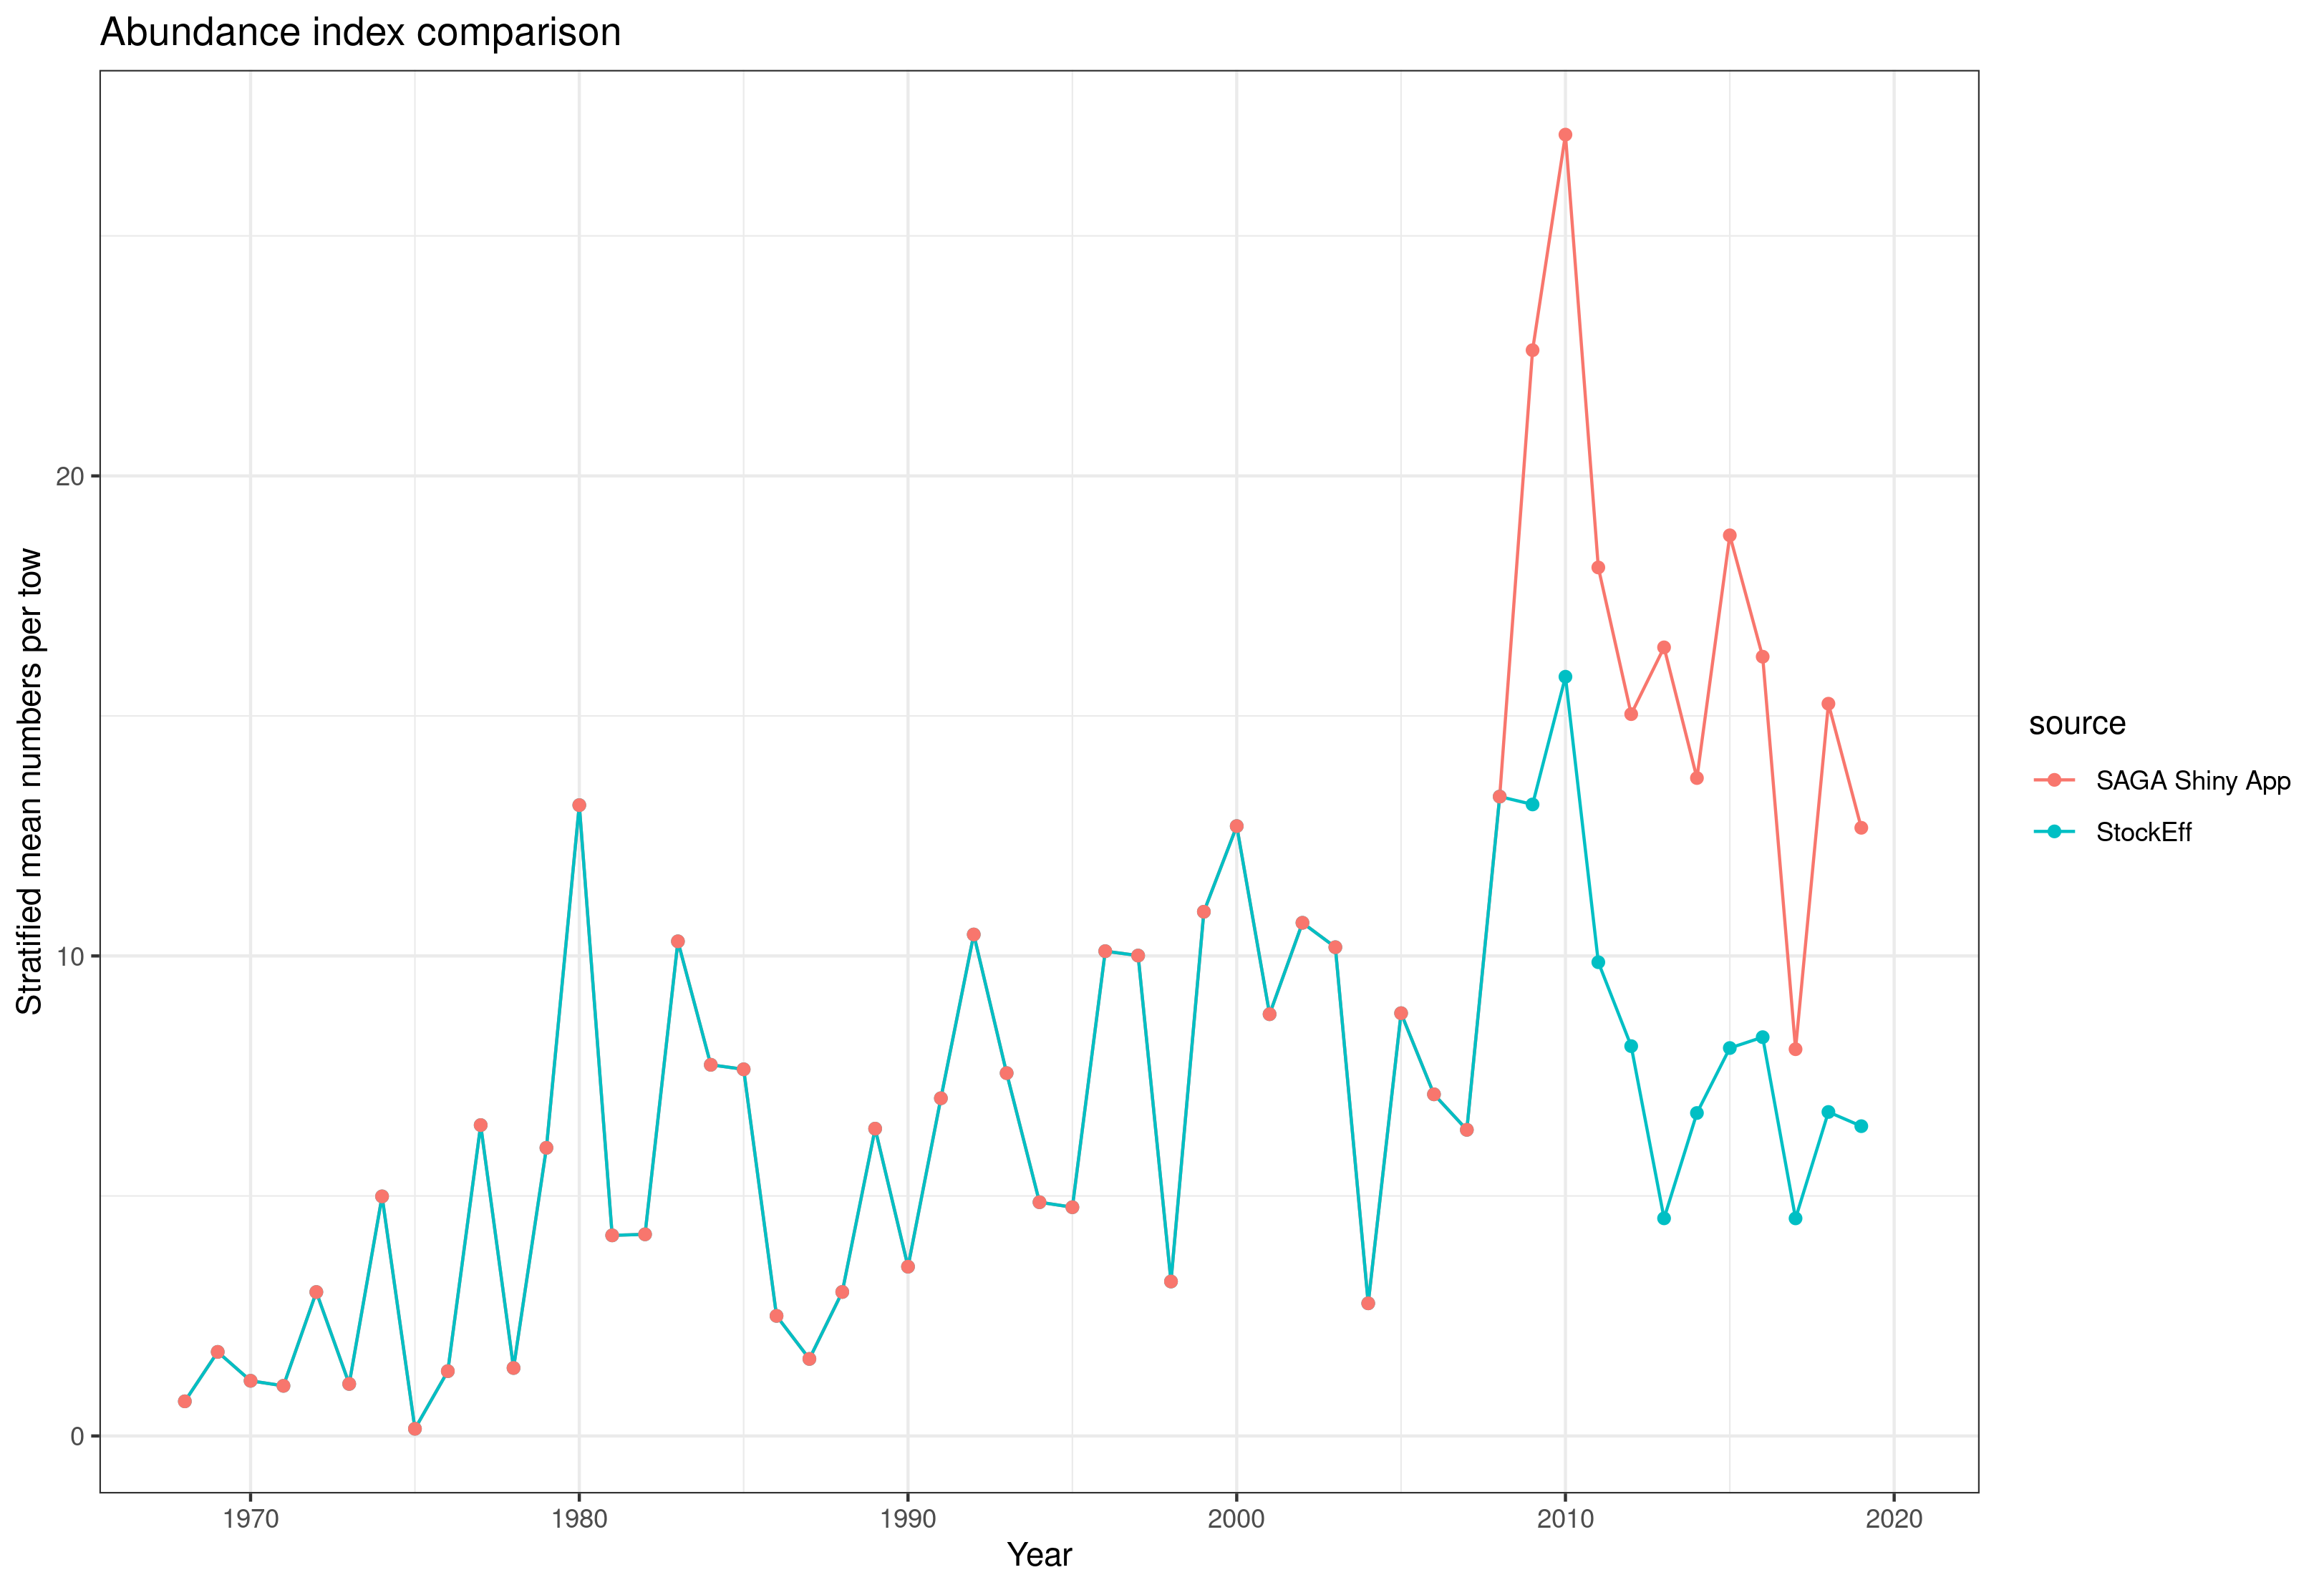 Abundance index comparison
Stratified mean numbers per tow
20
10
0
1970 1980 1990 2000 2010 2020
Year
source
SAGA Shiny App
StockEff